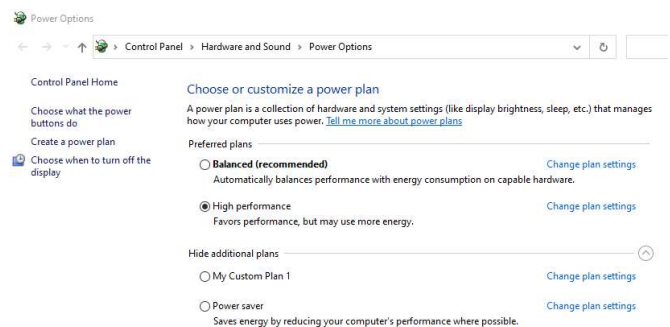 Power Options
Control Panel > Hardware and Sound > Power Options
Control Panel Home
Choose what the power
buttons do
Create a power plan
Choose when to turn off the
display
Choose or customize a power plan
A power plan is a collection of hardware and system settings (like display brightness, sleep, etc.) that manages
how your computer uses power. Tell me more about power plans
Preferred plans
Balanced (recommended) Change plan settings
Automatically balances performance with energy consumption on capable hardware.
High performance Change plan settings
Favors performance, but may use more energy.
Hide additional plans
My Custom Plan 1 Change plan settings
Power saver Change plan settings
Saves energy by reducing your computer's performance where possible.